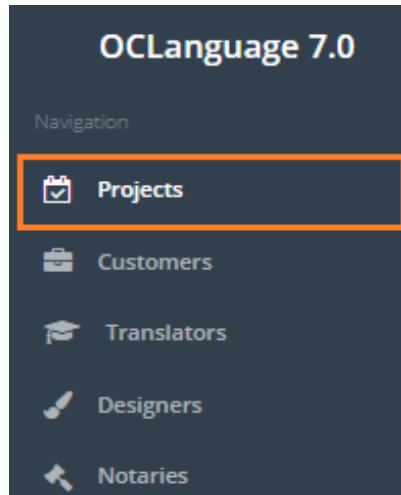 OCLanguage 7.0
Navigation
Projects
Customers
Translators
Designers
Notaries